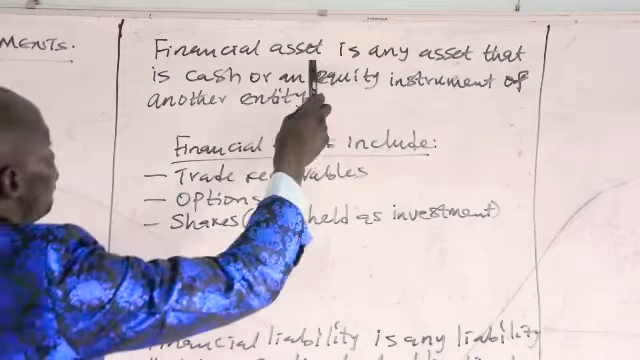 MENTS.
Financial asset is any asset that
is cash or an equity instrument of
another entity
Financial include:
— Trade receivables
— Options
— Shares( held as investment)
Financial liability is any liability